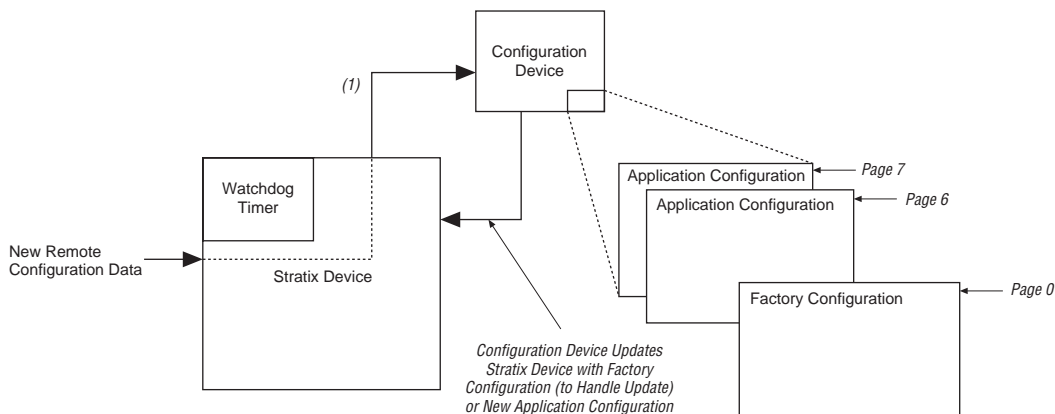 Configuration
Device
(1)
Application Configuration
Page 7
Application Configuration
Page 6
Watchdog
Timer
New Remote
Configuration Data
Stratix Device
Factory Configuration
Page 0
Configuration Device Updates
Stratix Device with Factory
Configuration (to Handle Update)
or New Application Configuration